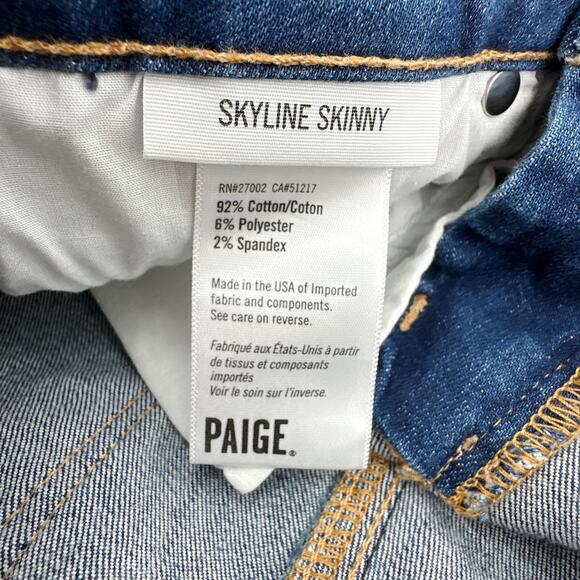 SKYLINE SKINNY
RN#27002 CA#51217
92% Cotton/Coton
6% Polyester
2% Spandex
Made in the USA of Imported
fabric and components.
See care on reverse.
Fabriqué aux États-Unis à partir
de tissus et composants
importés
Voir le soin sur l'inverse.
PAIGE®